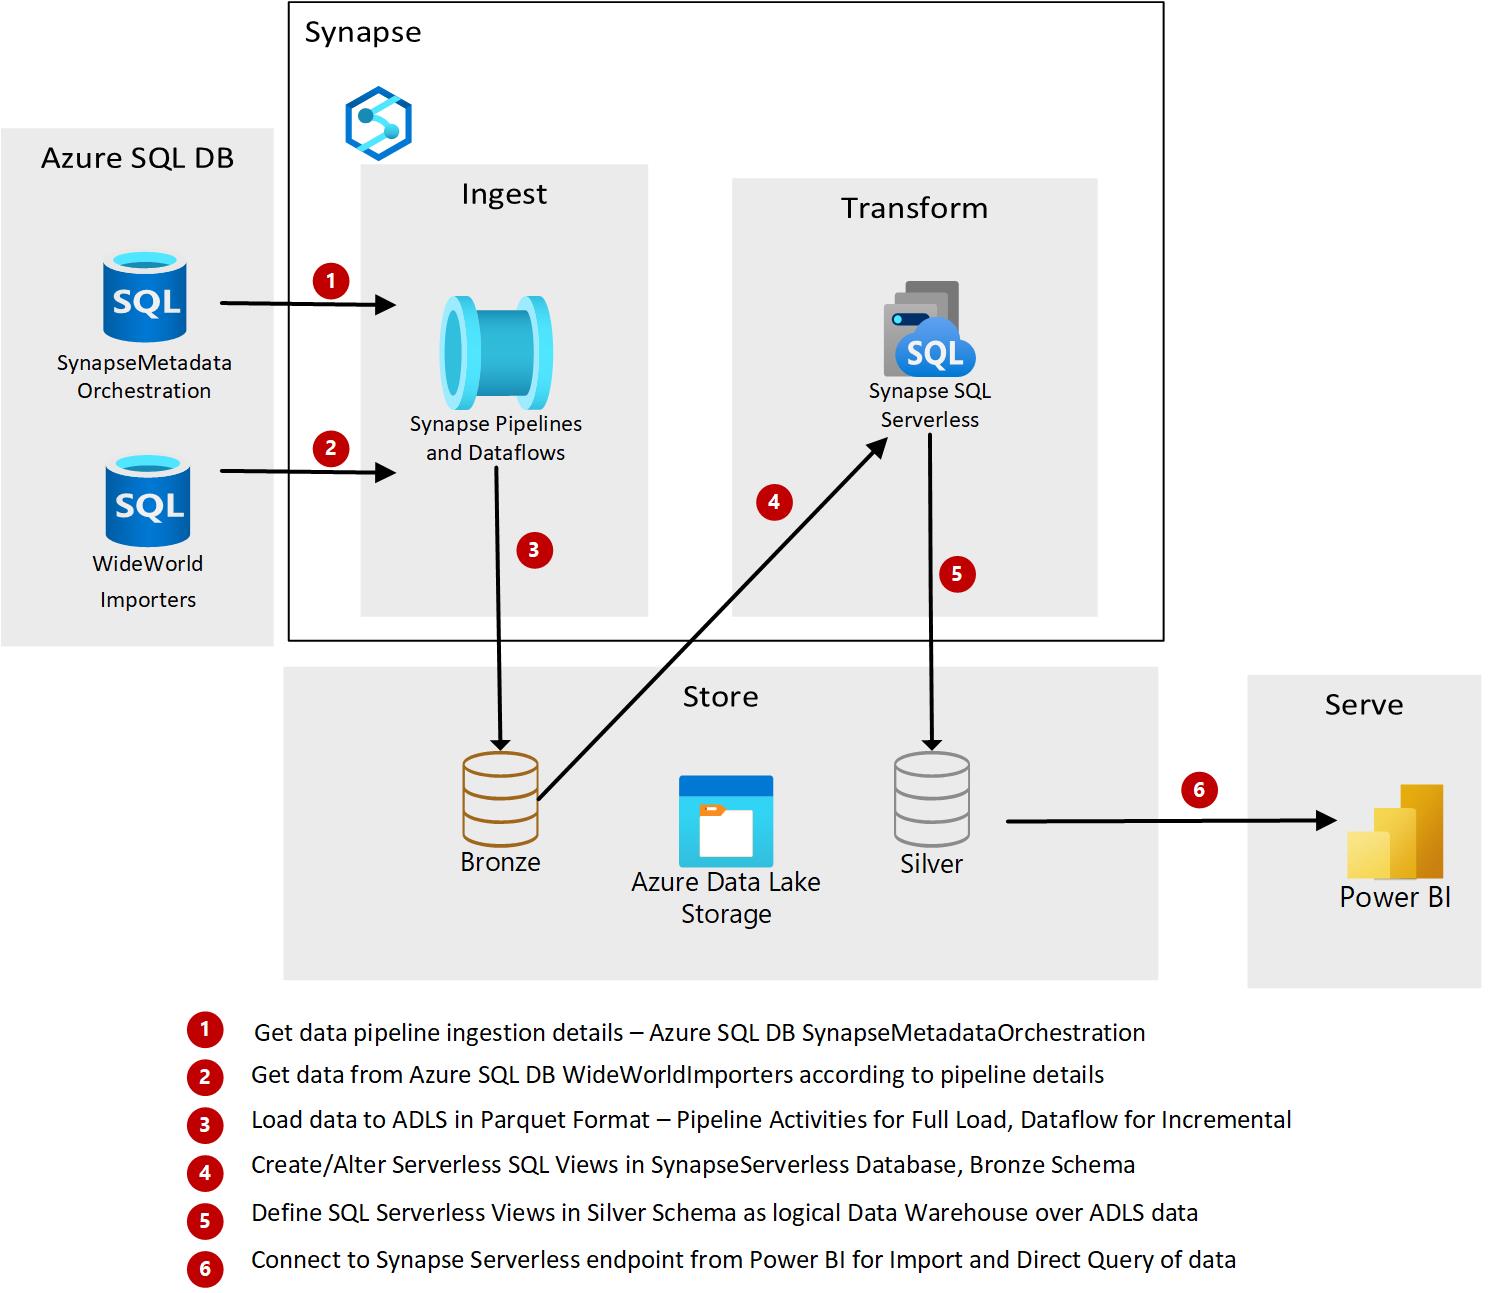 Synapse
Azure SQL DB
Ingest
Transform
SQL
SynapseMetadata
Orchestration
1
SQL
WideWorld
Importers
2
Synapse Pipelines
and Dataflows
SQL
Synapse SQL
Serverless
3
4
5
Store
Bronze
Azure Data Lake
Storage
Silver
6
Serve
Power BI
1 Get data pipeline ingestion details – Azure SQL DB SynapseMetadataOrchestration
2 Get data from Azure SQL DB WideWorldImporters according to pipeline details
3 Load data to ADLS in Parquet Format – Pipeline Activities for Full Load, Dataflow for Incremental
4 Create/Alter Serverless SQL Views in SynapseServerless Database, Bronze Schema
5 Define SQL Serverless Views in Silver Schema as logical Data Warehouse over ADLS data
6 Connect to Synapse Serverless endpoint from Power BI for Import and Direct Query of data